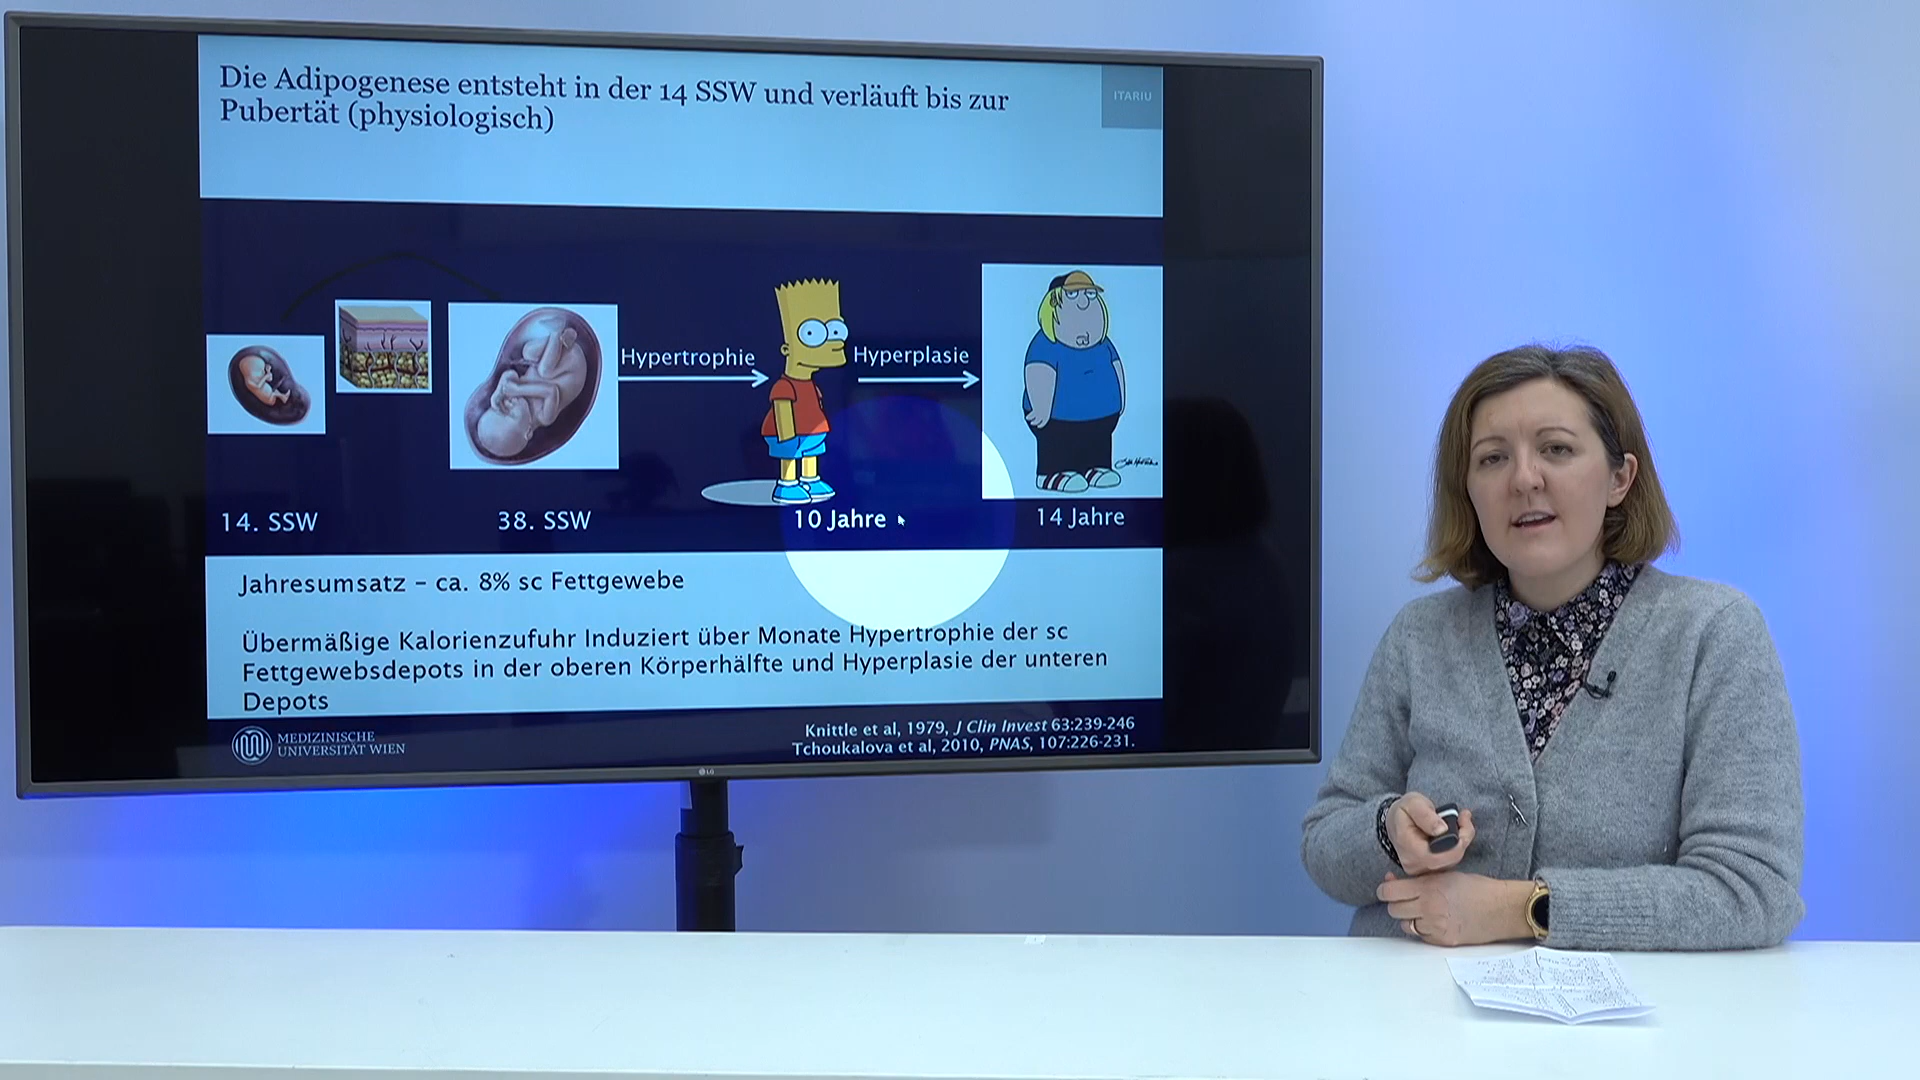 Die Adipogenese entsteht in der 14 SSW und verläuft bis zur
Pubertät (physiologisch)
ITARIU
Hypertrophie
Hyperplasie
14. SSW
38. SSW
10 Jahre
14 Jahre
Jahresumsatz – ca. 8% sc Fettgewebe
Übermäßige Kalorienzufuhr Induziert über Monate Hypertrophie der sc
Fettgewebsdepots in der oberen Körperhälfte und Hyperplasie der unteren
Depots
MEDIZINISCHE
UNIVERSITÄT WIEN
Knittle et al, 1979, J Clin Invest 63:239-246
Tchoukalova et al, 2010, PNAS, 107:226-231.
LG